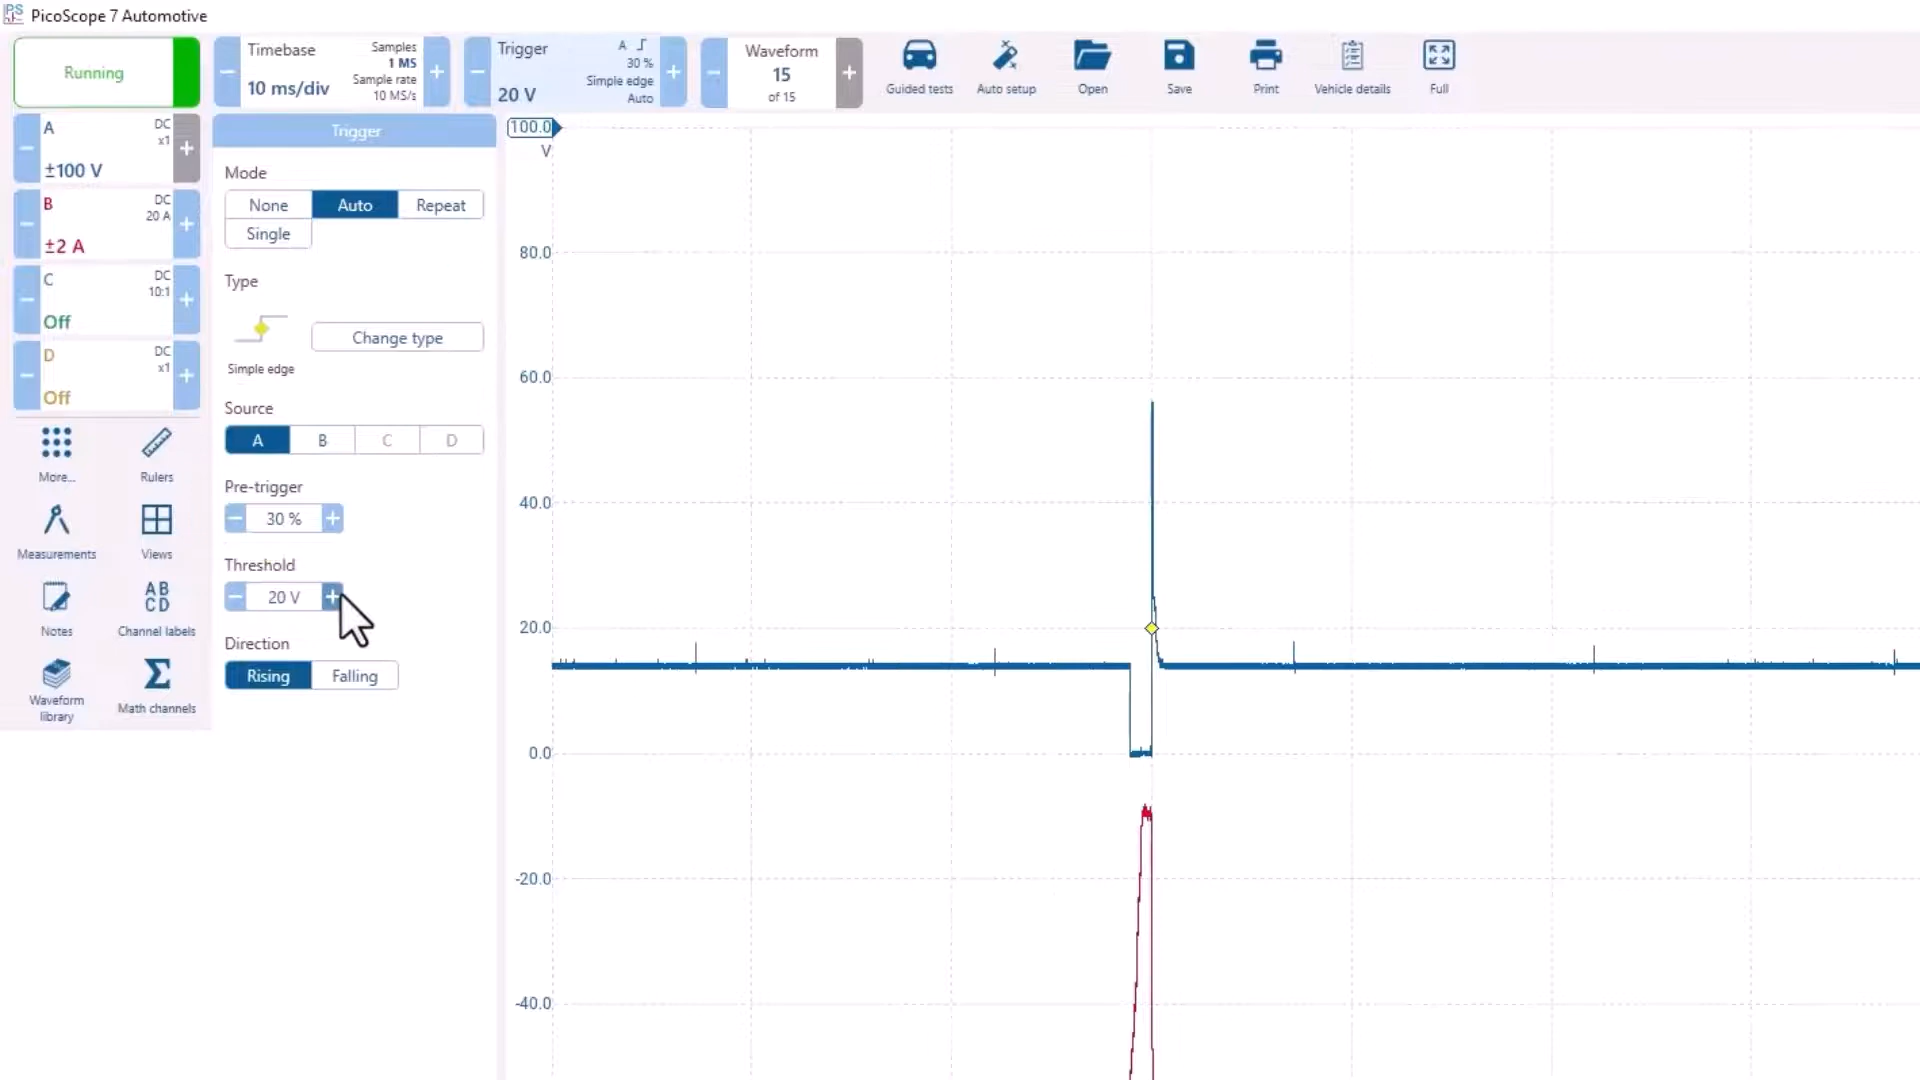 PS
PicoScope 7 Automotive
Running
Timebase
10 ms/div
Samples
1 MS
Sample rate
10 MS/s
Trigger
20 V
A
30 %
Simple edge
Auto
Waveform
15
of 15
Guided tests
Auto setup
Open
Save
Print
Vehicle details
Full
A
DC
x1
±100 V
B
DC
20 A
±2 A
C
DC
10:1
Off
D
DC
x1
Off
More...
Rulers
Measurements
Views
Notes
AB
CD
Channel labels
Waveform
library
Σ
Math channels
Trigger
Mode
None
Auto
Repeat
Single
Type
Change type
Simple edge
Source
A
B
C
D
Pre-trigger
30 %
Threshold
20 V
Direction
Rising
Falling
100.0
V
80.0
60.0
40.0
20.0
0.0
-20.0
-40.0